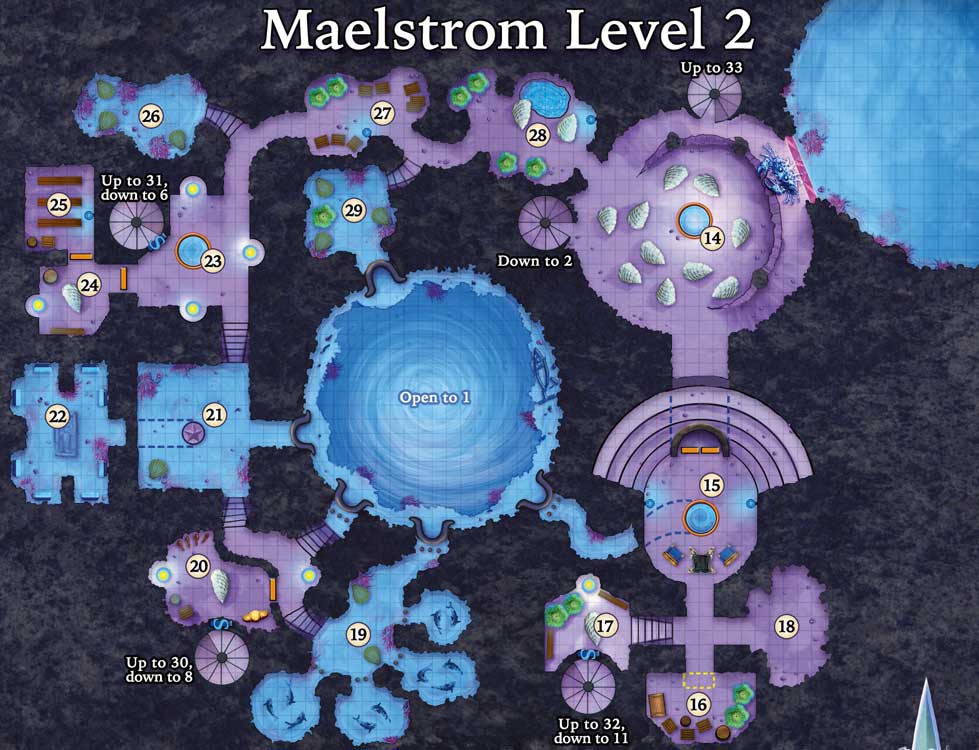 Maelstrom Level 2
Up to 33
26
27
28
Up to 31,
down to 6
25
29
14
23
Down to 2
24
Open to 1
22
21
15
20
S
S
S
19
17
18
Up to 30,
down to 8
16
Up to 32,
down to 11